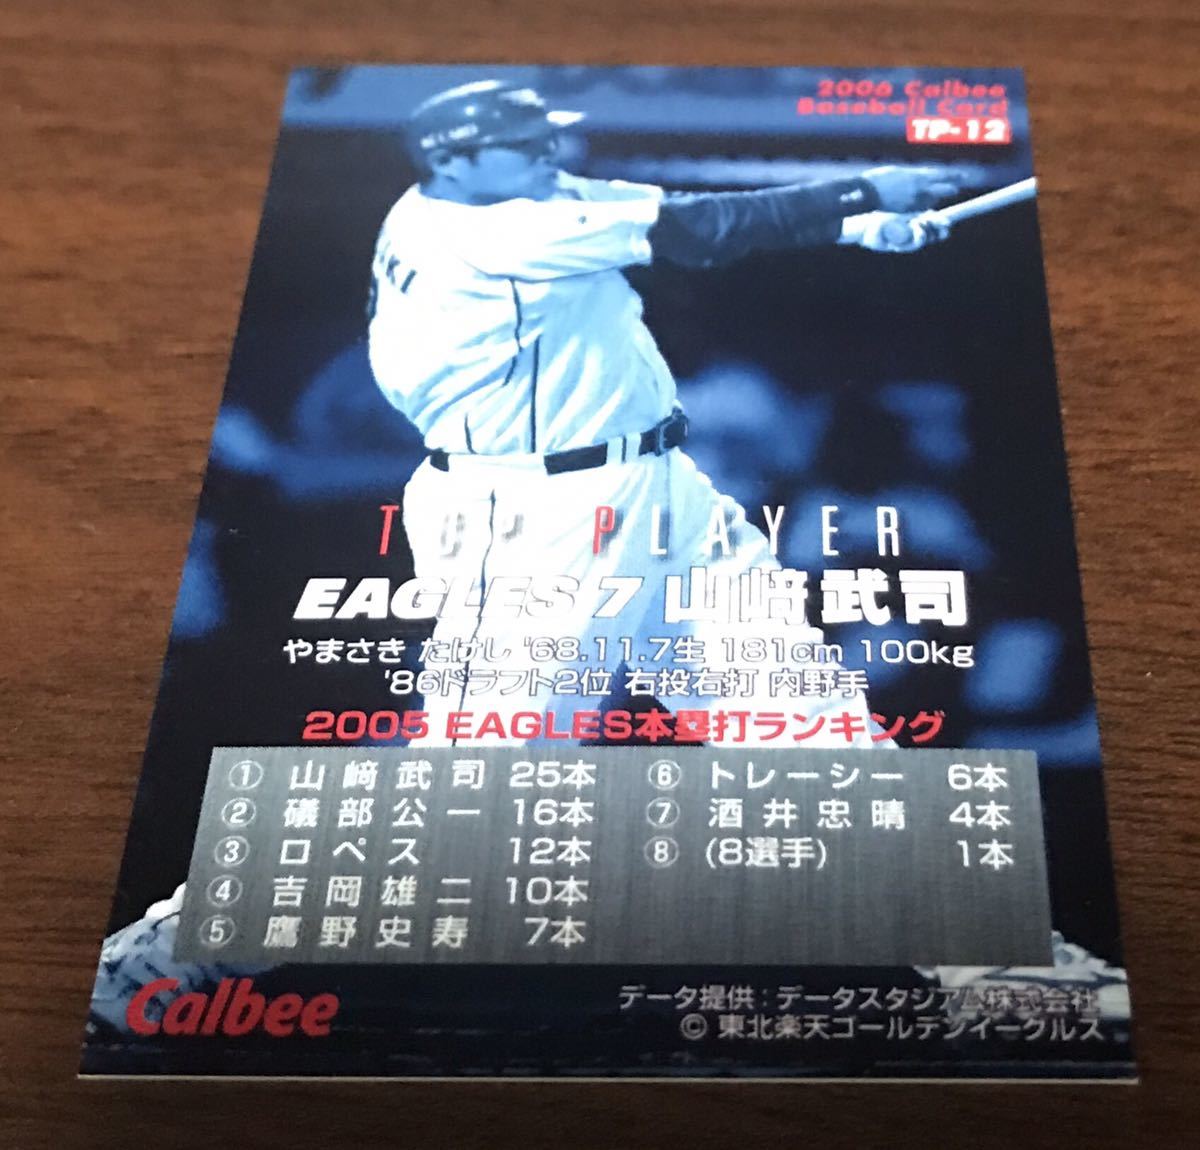 2006 Calbee
Baseball Card
TP-12
KI
TOP PLAYER
EAGLES 7 山﨑武司
やまさき たけし '68.11.7生 181cm 100kg
'86ドラフト2位 右投右打 内野手
2005 EAGLES本塁打ランキング
① 山﨑武司 25本
② 礒部公一 16本
③ ロペス 12本
④ 吉岡雄二 10本
⑤ 鷹野史寿 7本
⑥ トレーシー 6本
⑦ 酒井忠晴 4本
⑧ (8選手) 1本
Calbee
データ提供:データスタジアム株式会社
© 東北楽天ゴールデンイーグルス